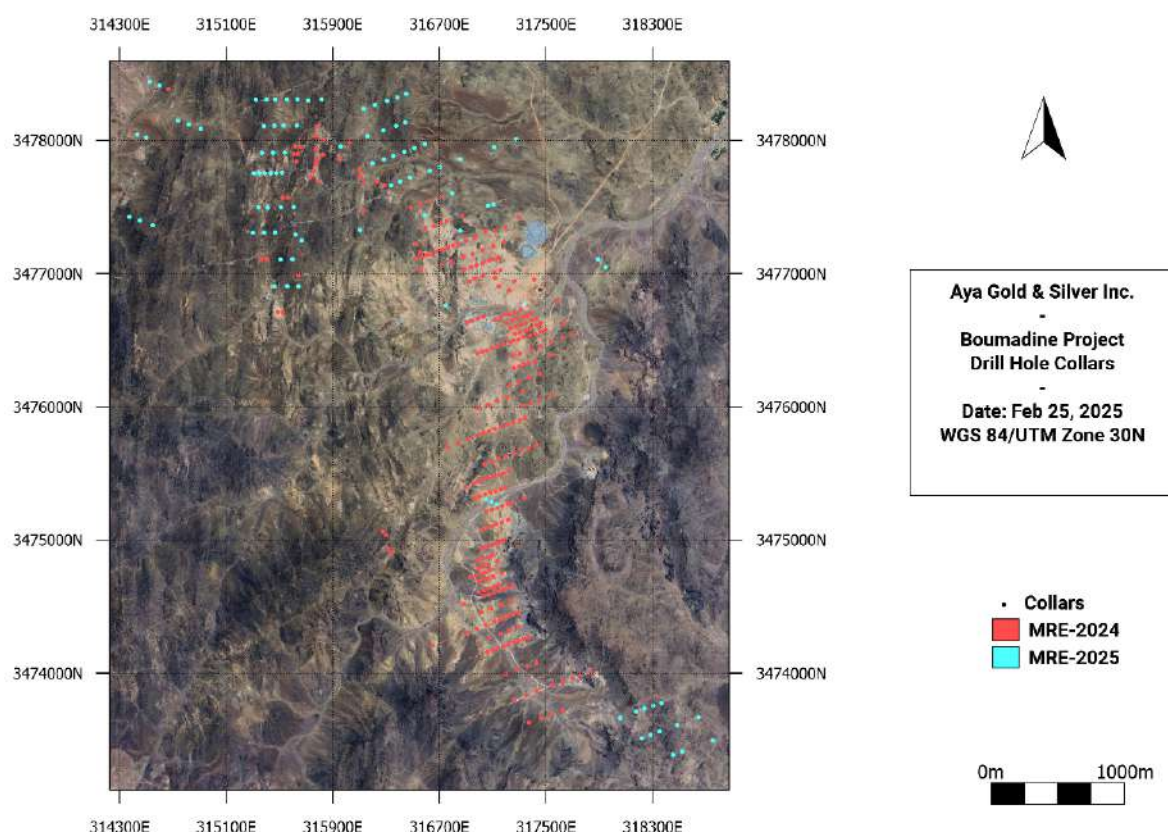 314300E 315100E 315900E 316700E 317500E 318300E
3478000N 3478000N
3477000N 3477000N
3476000N 3476000N
3475000N 3475000N
3474000N 3474000N
314300E 315100E 315900E 316700E 317500E 318300E
Aya Gold & Silver Inc.
-
Boumadine Project
Drill Hole Collars
-
Date: Feb 25, 2025
WGS 84/UTM Zone 30N
Collars
MRE-2024
MRE-2025
0m 1000m